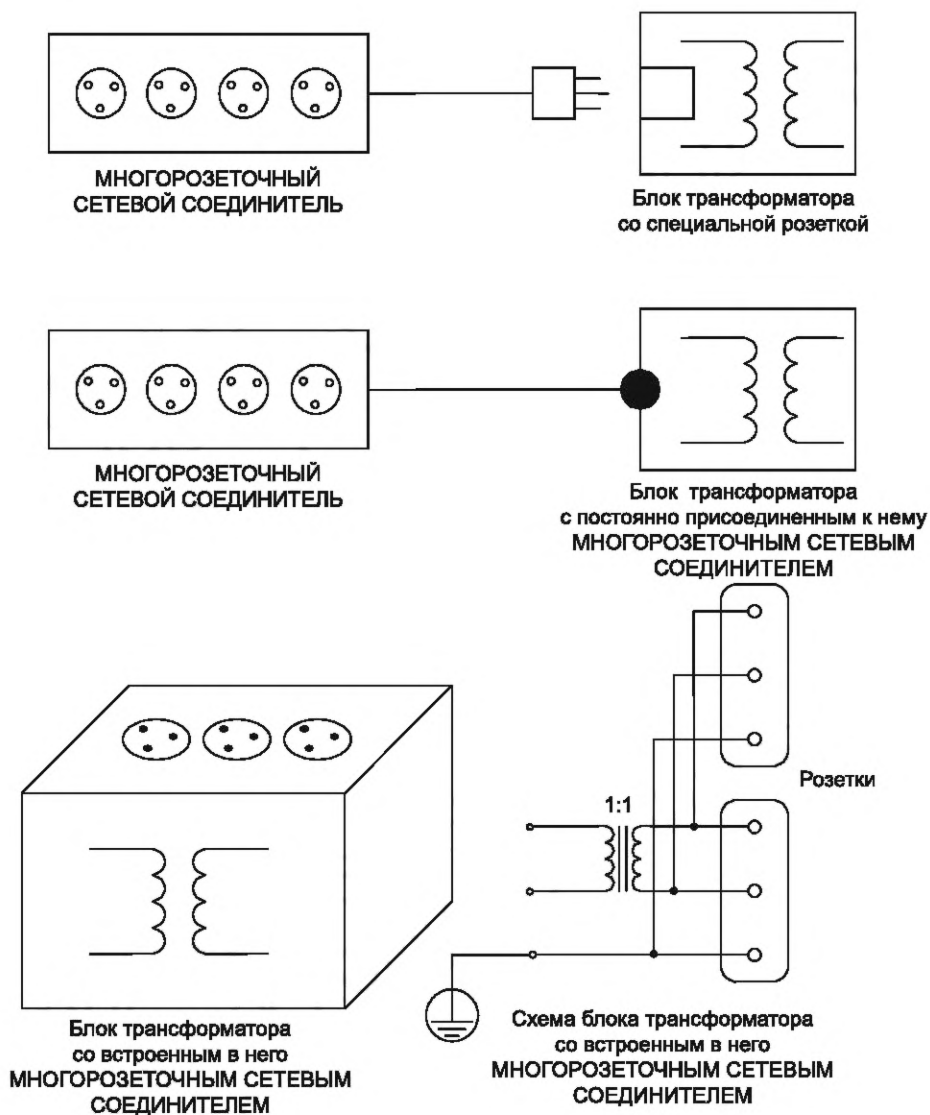 МНОГОРОЗЕТОЧНЫЙ
СЕТЕВОЙ СОЕДИНИТЕЛЬ
Блок трансформатора
со специальной розеткой
МНОГОРОЗЕТОЧНЫЙ
СЕТЕВОЙ СОЕДИНИТЕЛЬ
Блок трансформатора
с постоянно присоединенным к нему
МНОГОРОЗЕТОЧНЫМ СЕТЕВЫМ
СОЕДИНИТЕЛЕМ
Розетки
1:1
Блок трансформатора
со встроенным в него
МНОГОРОЗЕТОЧНЫМ СЕТЕВЫМ
СОЕДИНИТЕЛЕМ
Схема блока трансформатора
со встроенным в него
МНОГОРОЗЕТОЧНЫМ СЕТЕВЫМ
СОЕДИНИТЕЛЕМ